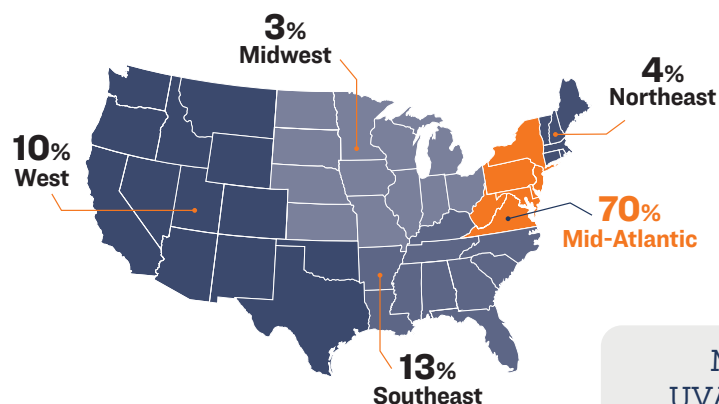 3%
Midwest
4%
Northeast
10%
West
70%
Mid-Atlantic
13%
Southeast